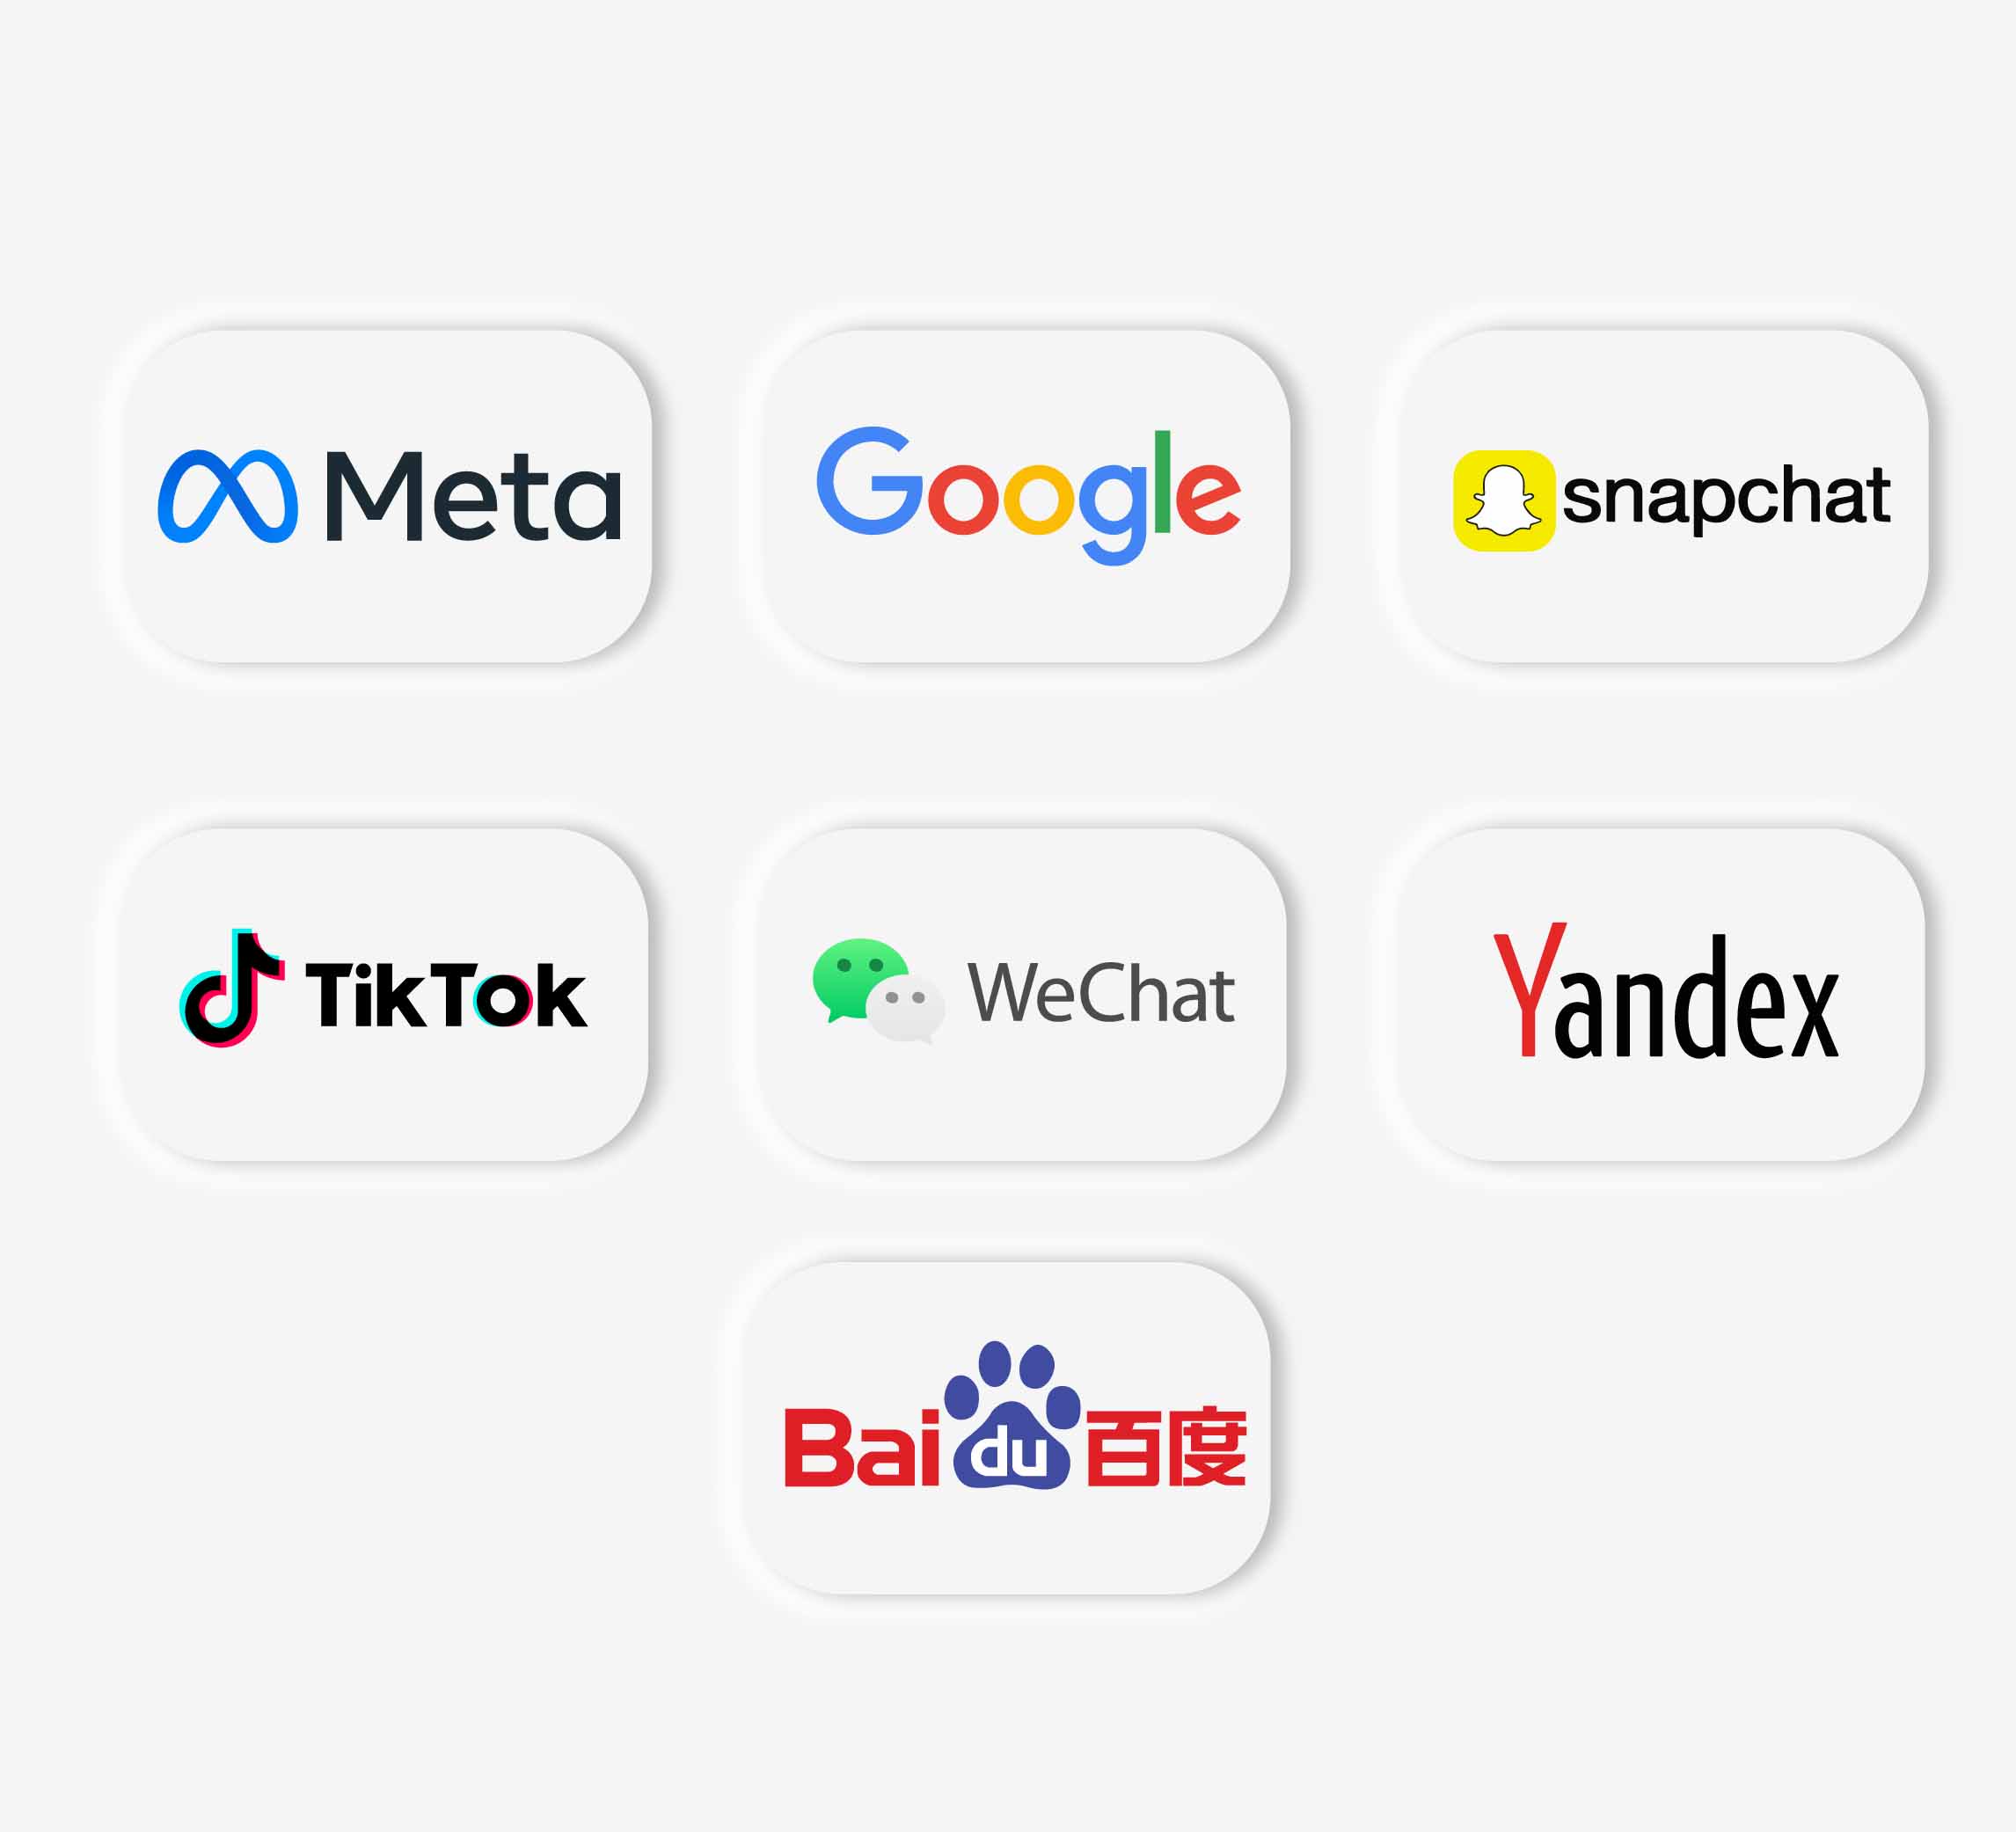 Meta
Google
snapchat
TikTok
WeChat
Yandex
Baidu百度